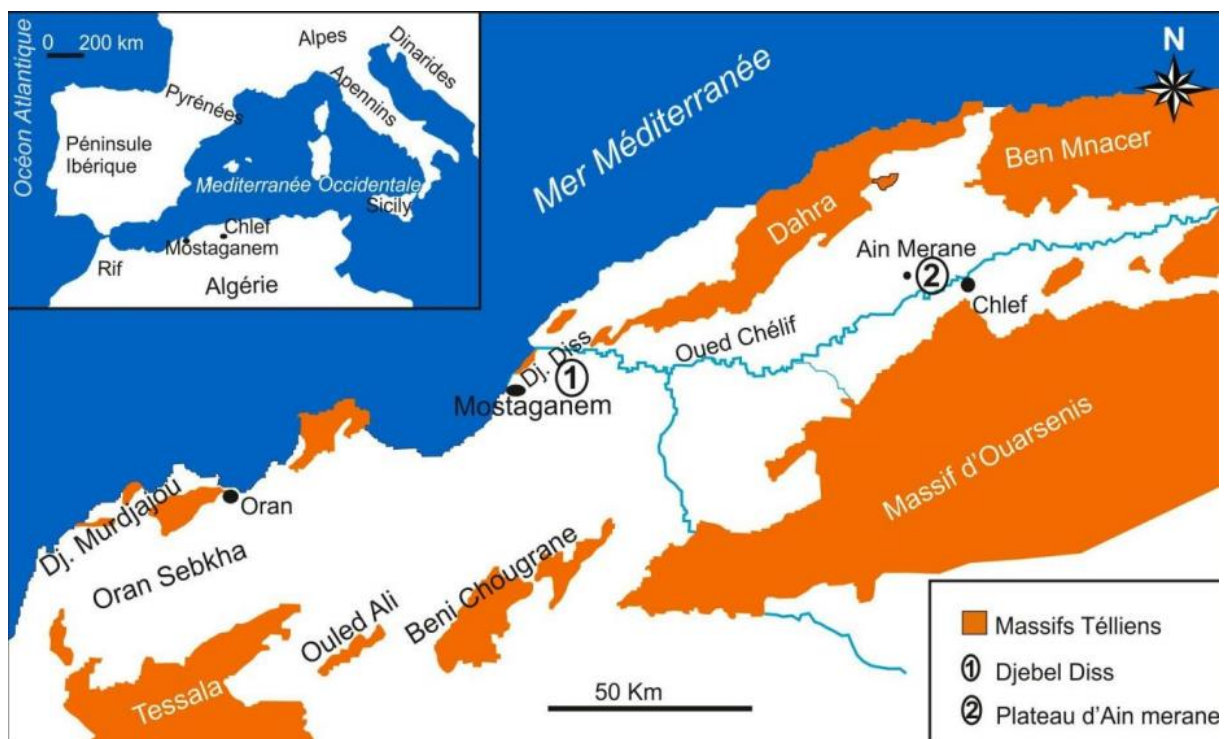 0 200 km
Océon Atlantique
Alpes
Dinarides
Apennins
Pyrénées
Péninsule
Ibérique
Mediterranée Occidentale
Sicily
Chlef
Mostaganem
Rif
Algérie
Mer Méditerranée
N
Ben Mnacer
Dahra
Ain Merane
2
Chlef
Oued Chélif
Dj. Diss
1
Mostaganem
Massif d'Ouarsenis
Dj. Murdjajou
Oran
Oran Sebkha
Ouled Ali
Beni Chougrane
Tessala
50 Km
Massifs Télliens
1 Djebel Diss
2 Plateau d'Ain merane